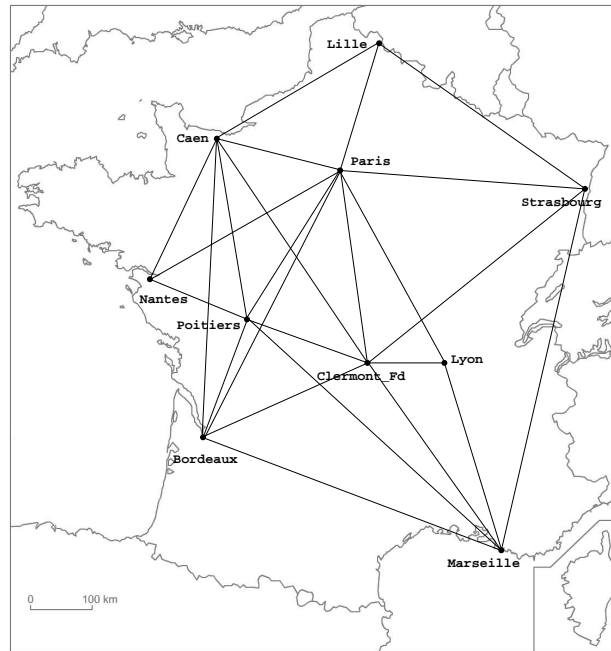 Lille
Caen
Paris
Strasbourg
Nantes
Poitiers
Lyon
Clermont_Fd
Bordeaux
Marseille
0 100 km